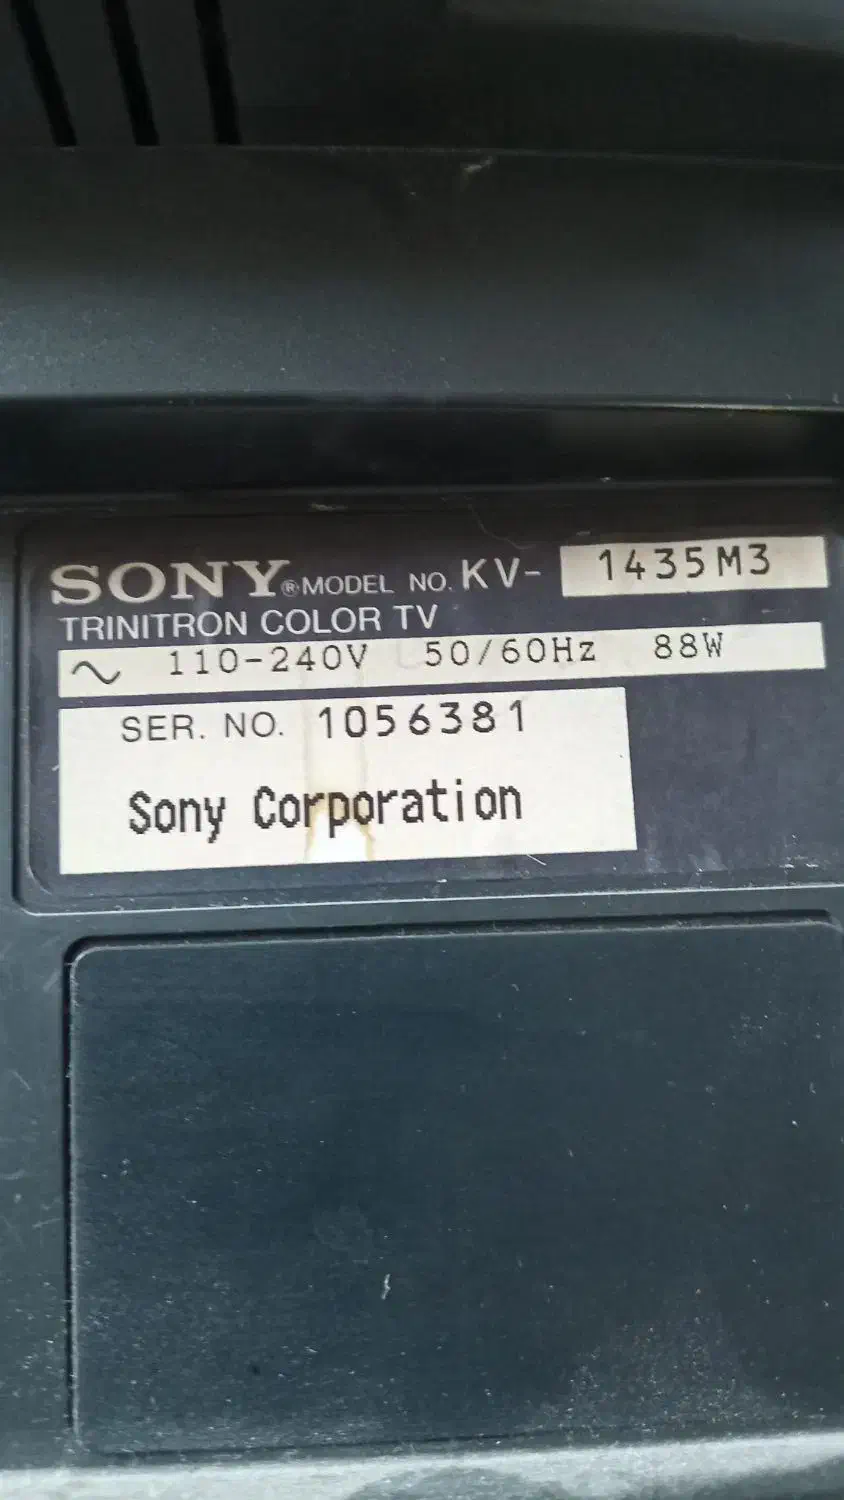 SONY® MODEL NO. KV- 1435M3
TRINITRON COLOR TV
∼ 110-240V 50/60Hz 88W
SER. NO. 1056381
Sony Corporation